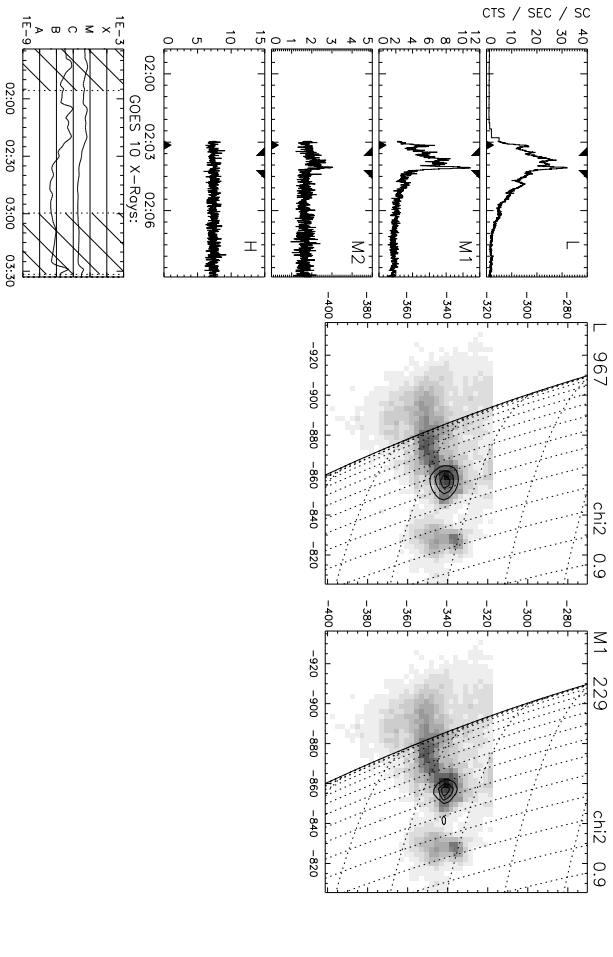 CTS / SEC / SC
0 10 20 30 40
L
0 2 4 6 8 10 12
M1
0 1 2 3 4 5
M2
0 5 10 15
H
02:00 02:03 02:06
GOES 10 X-Rays:
1E-3
1E-9
X
M
C
B
A
02:00 02:30 03:00 03:30
L 967 chi2 0.9
-280
-300
-320
-340
-360
-380
-400
-920 -900 -880 -860 -840 -820
M1 229 chi2 0.9
-280
-300
-320
-340
-360
-380
-400
-920 -900 -880 -860 -840 -820